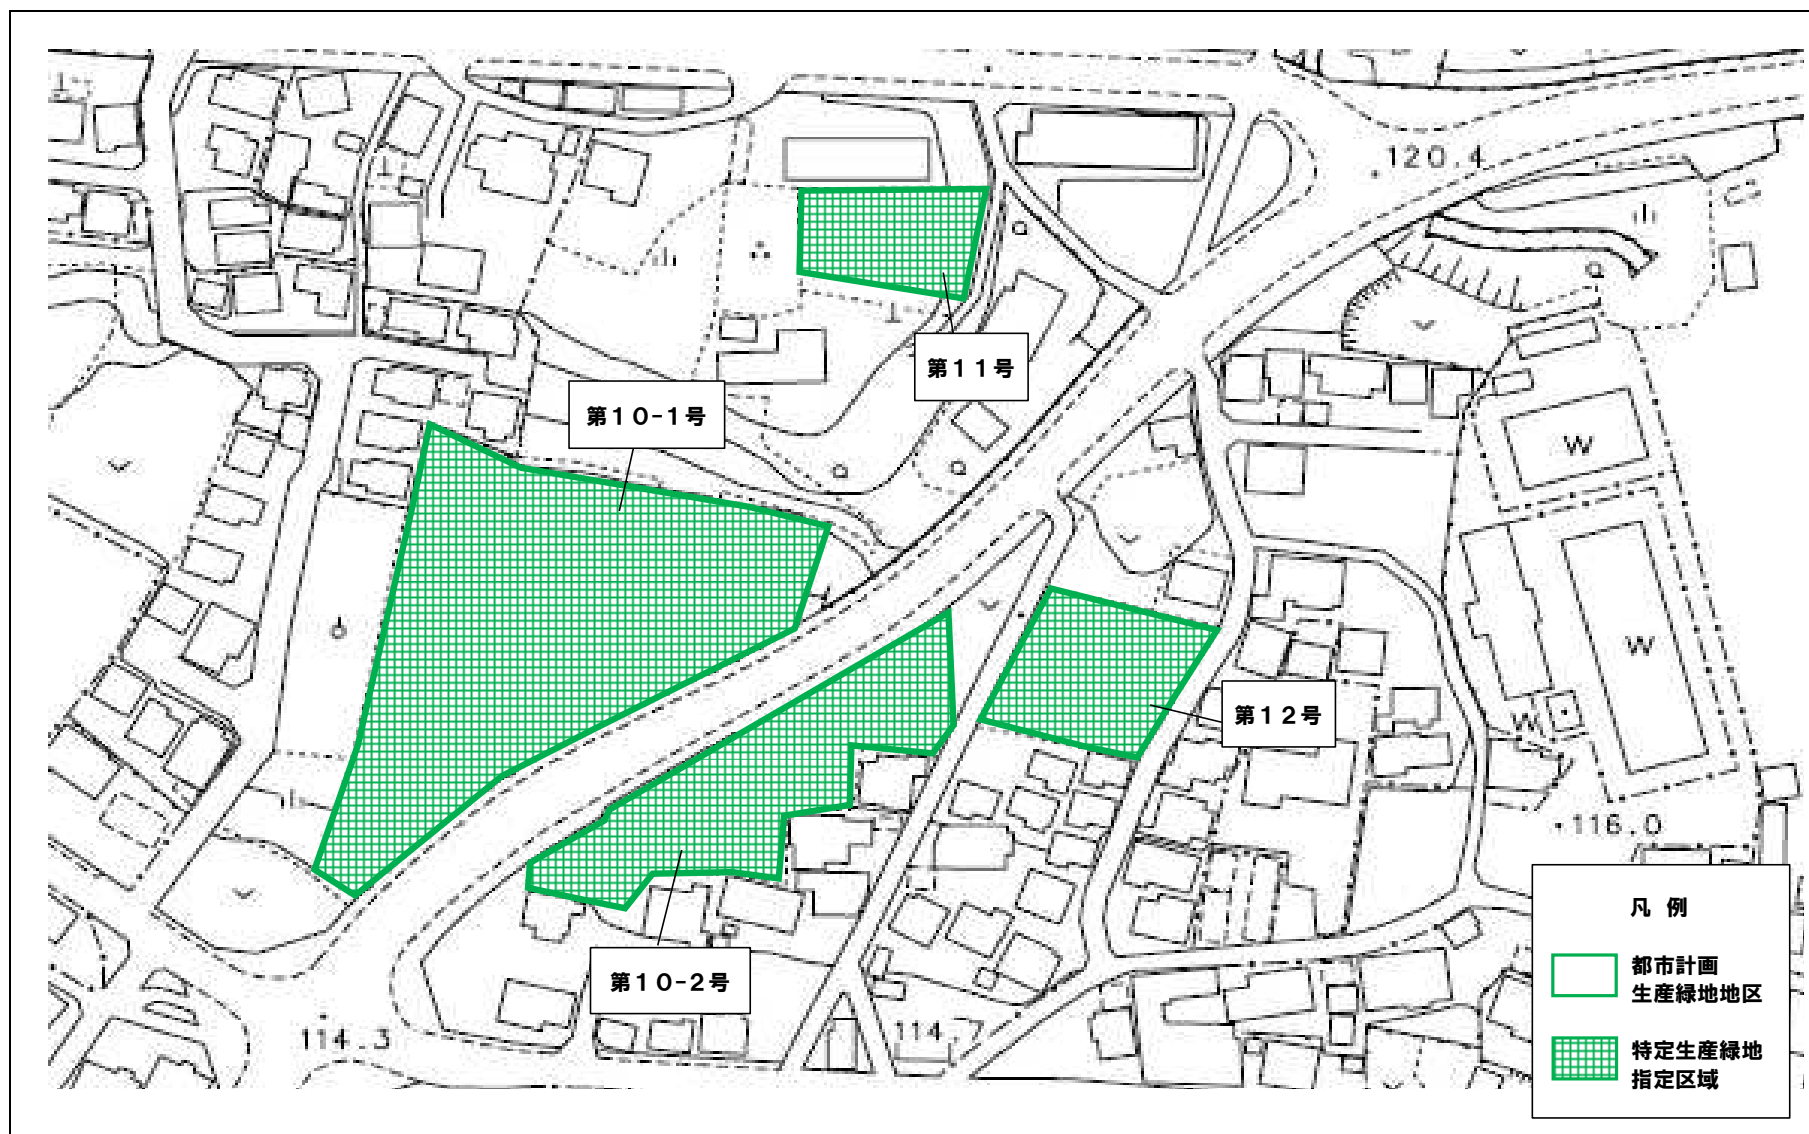 120.4
第11号
第10-1号
W
W
第12号
W
116.0
第10-2号
114.3
114.7
凡 例
都市計画
生産緑地地区
特定生産緑地
指定区域